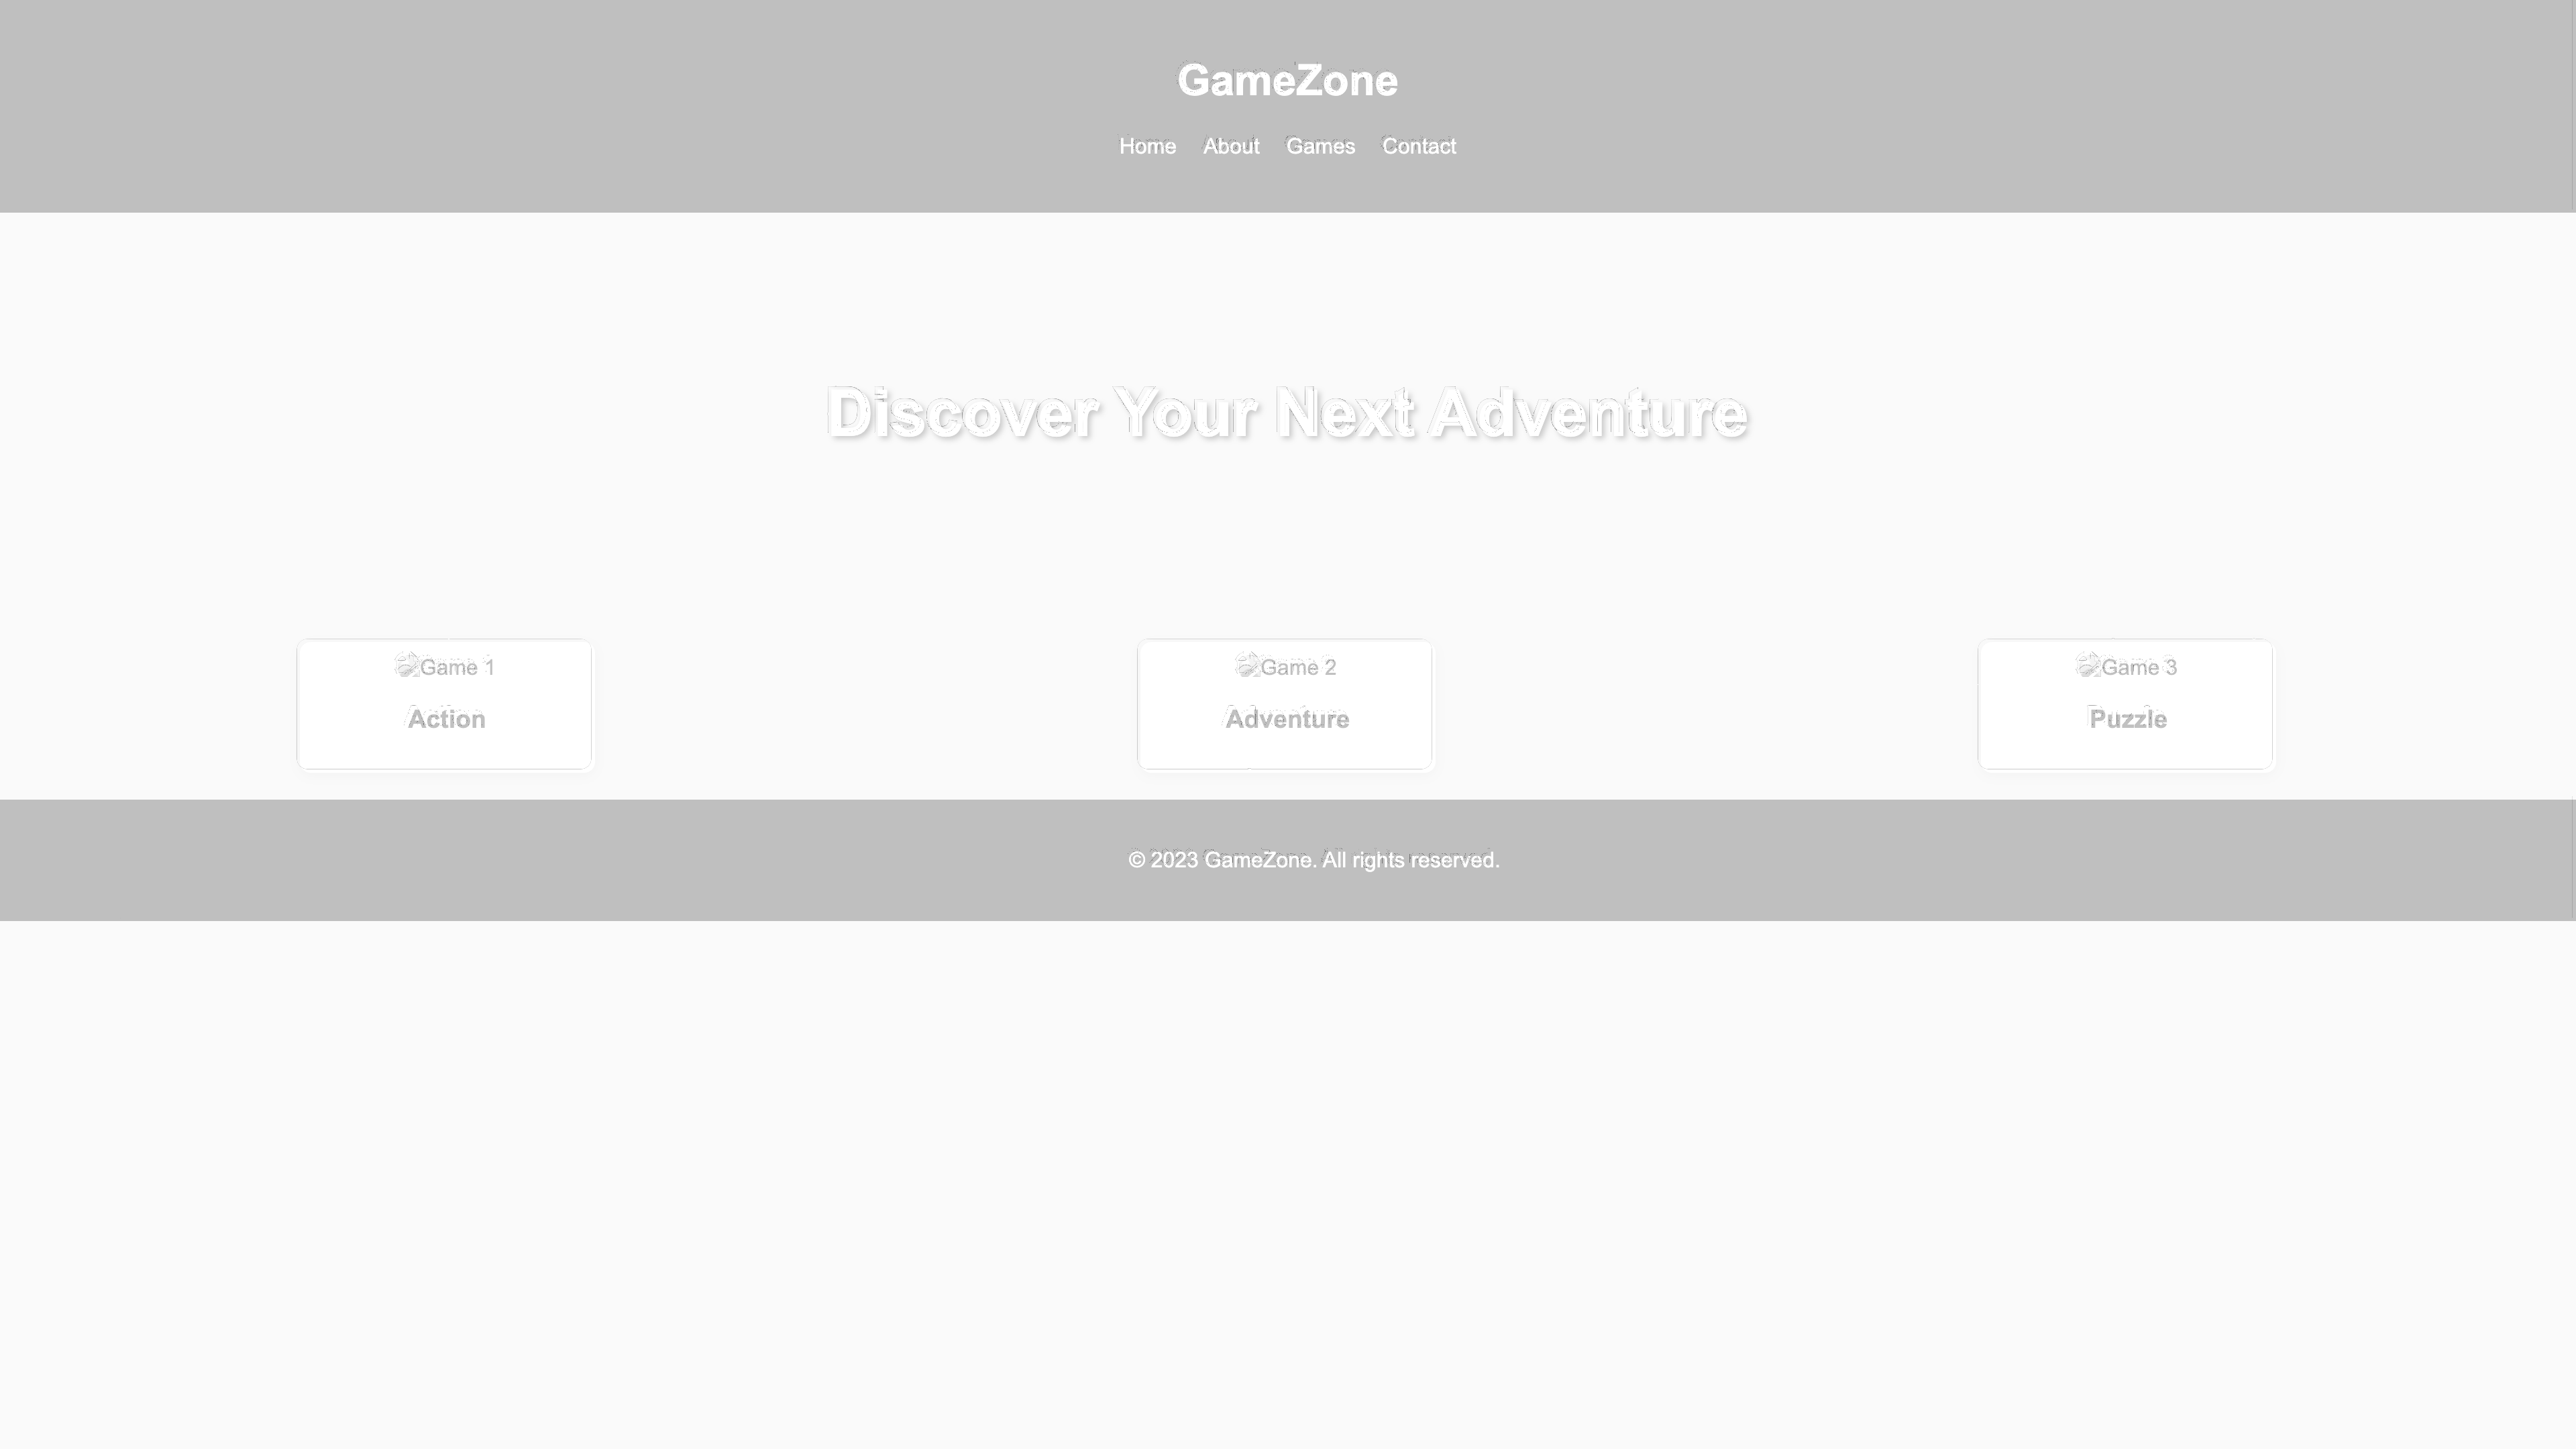 GameZone
Home About Games Contact
Discover Your Next Adventure
Game 1 Game 2 Game 3
Action Adventure Puzzle
© 2023 GameZone. All rights reserved.